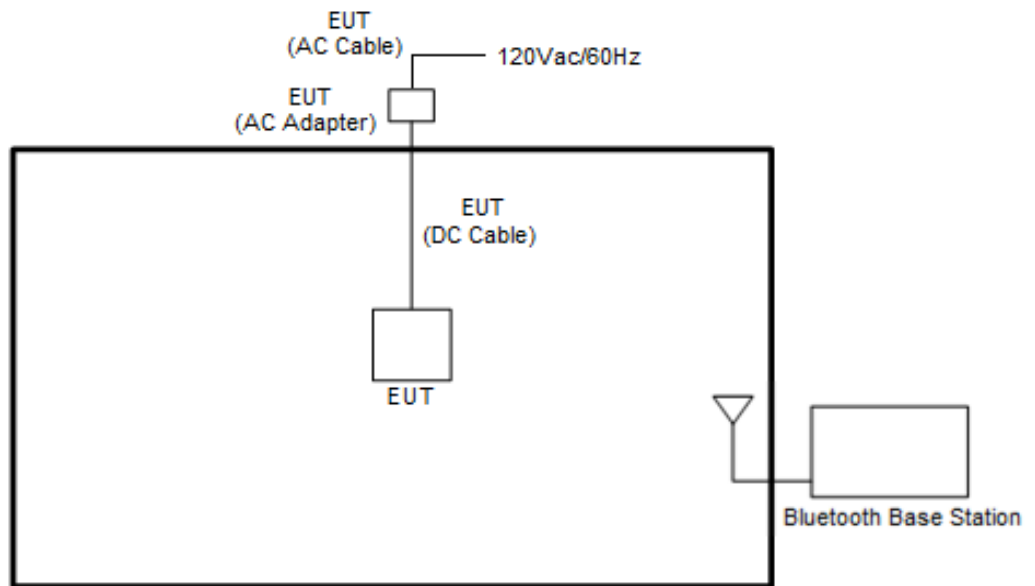 EUT
(AC Cable)
120Vac/60Hz
EUT
(AC Adapter)
EUT
(DC Cable)
EUT
Bluetooth Base Station